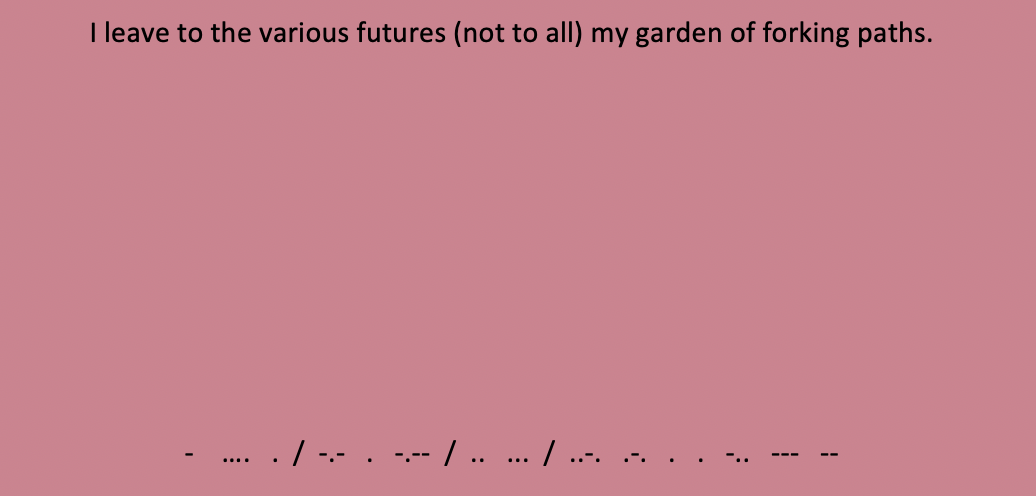 I leave to the various futures (not to all) my garden of forking paths.
- .... . / -.- . -.-- / .. ... / ..-. .-. . . -.. --- --